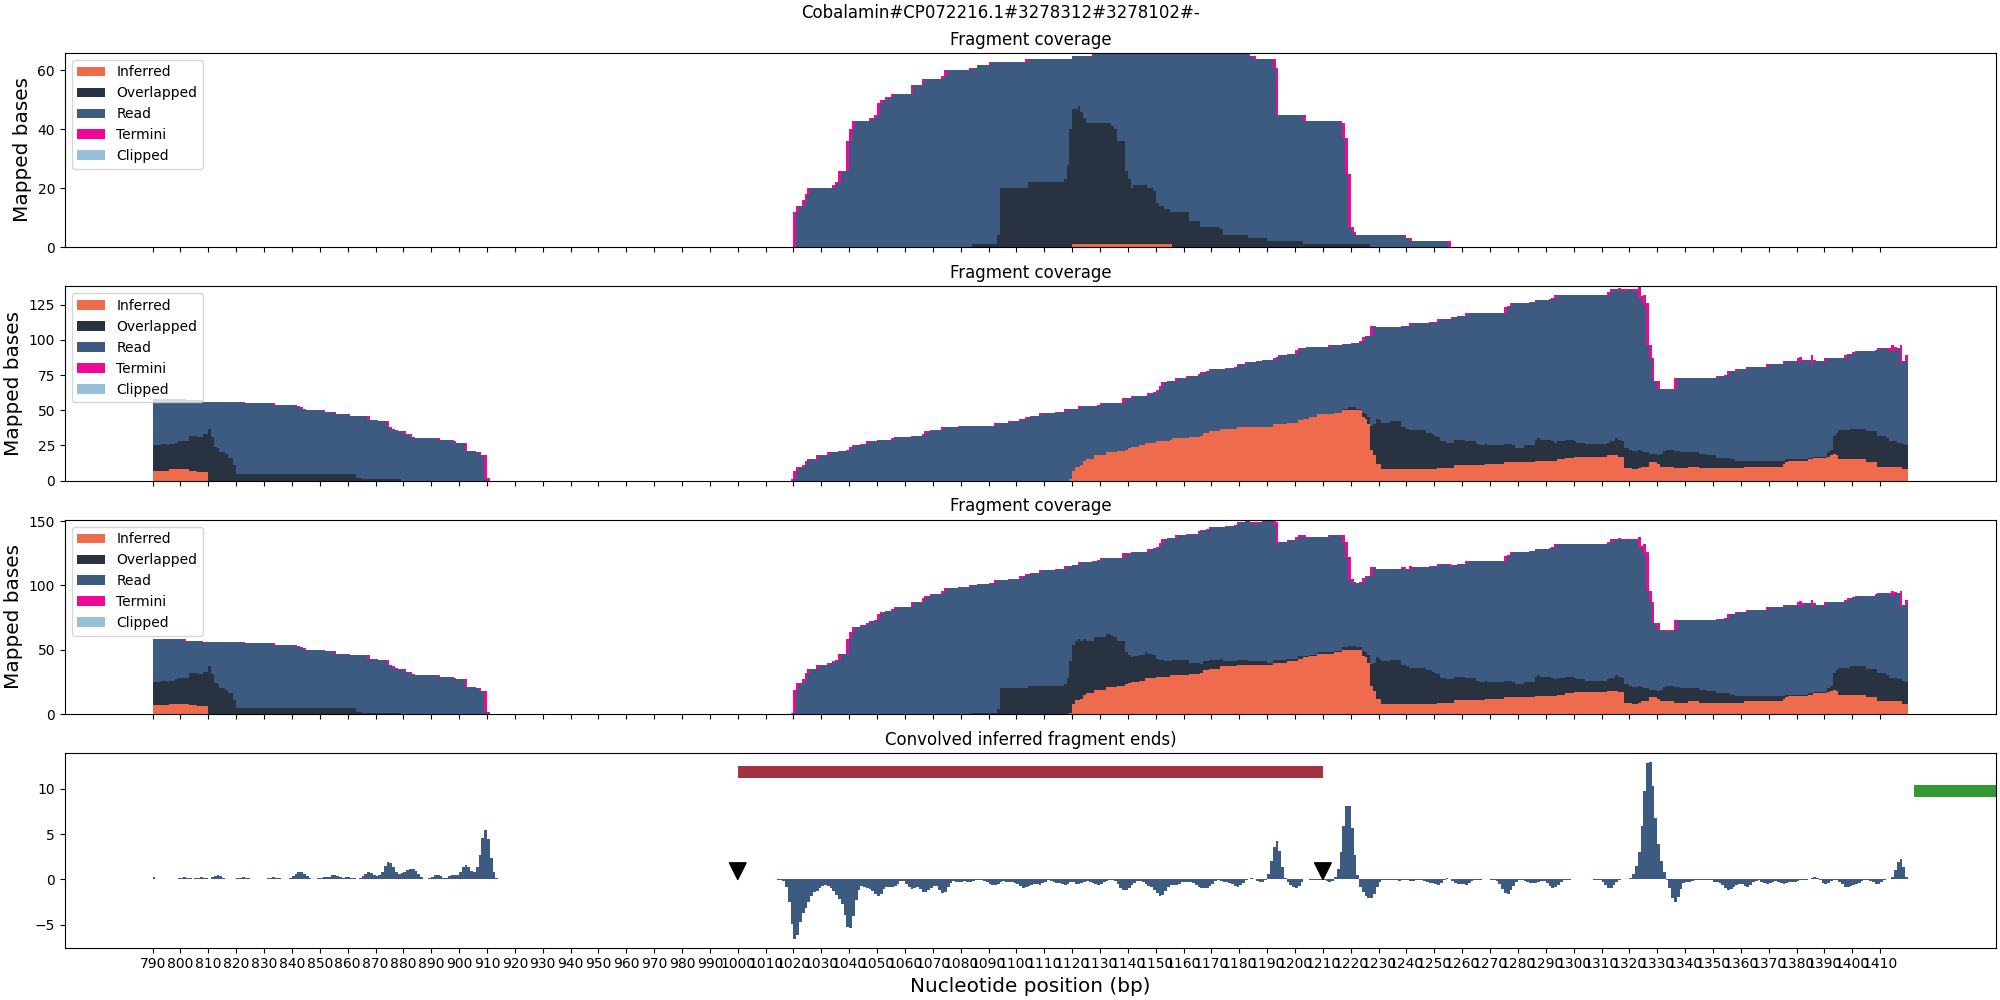 Cobalamin#CP072216.1#3278312#3278102#-
Fragment coverage
Mapped bases
60
40
20
0
Inferred
Overlapped
Read
Termini
Clipped
Fragment coverage
Mapped bases
125
100
75
50
25
0
Inferred
Overlapped
Read
Termini
Clipped
Fragment coverage
Mapped bases
150
100
50
0
Inferred
Overlapped
Read
Termini
Clipped
Convolved inferred fragment ends)
10
5
0
−5
790 800 810 820 830 840 850 860 870 880 890 900 910 920 930 940 950 960 970 980 990 1000 1010 1020 1030 1040 1050 1060 1070 1080 1090 1100 1110 1120 1130 1140 1150 1160 1170 1180 1190 1200 1210 1220 1230 1240 1250 1260 1270 1280 1290 1300 1310 1320 1330 1340 1350 1360 1370 1380 1390 1400 1410
Nucleotide position (bp)